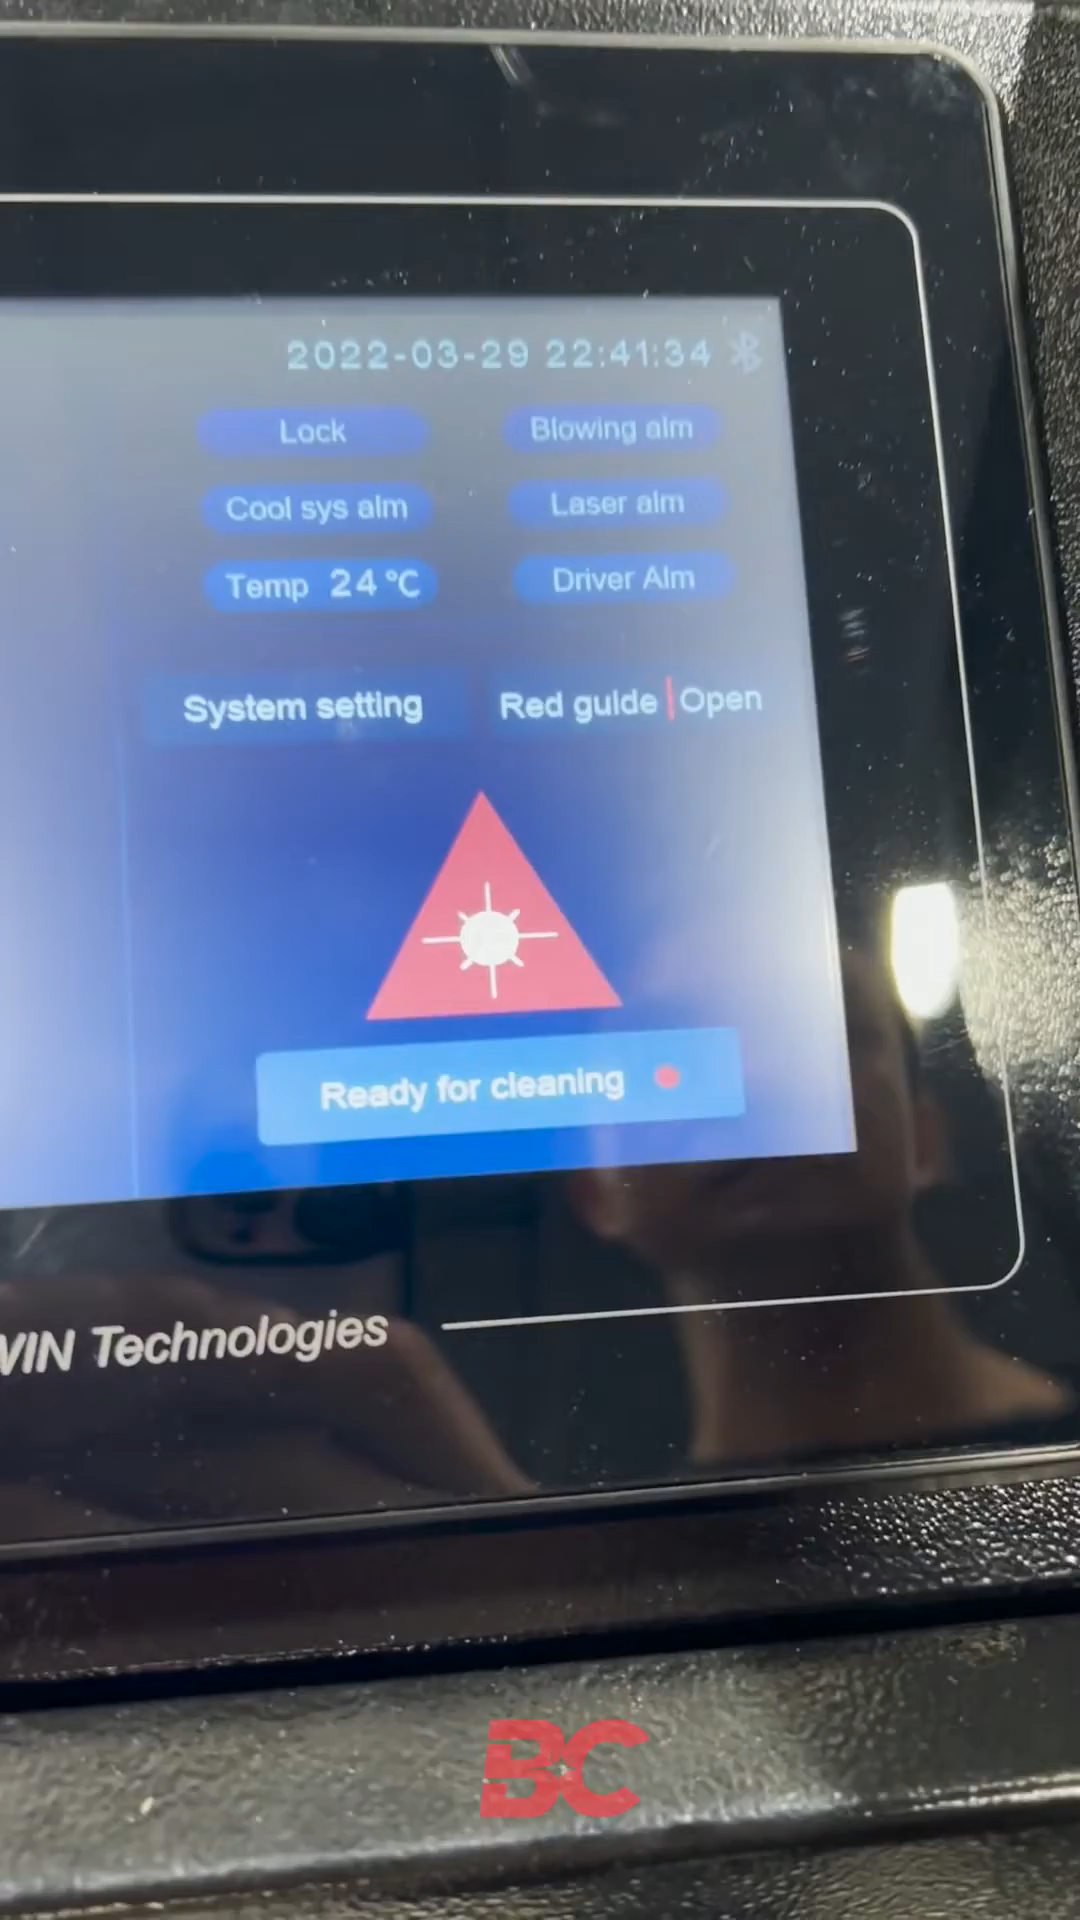 2022-03-29 22:41:34
Lock
Blowing alm
Cool sys alm
Laser alm
Temp 24℃
Driver Alm
System setting
Red guide
Open
Ready for cleaning
WIN Technologies
BC